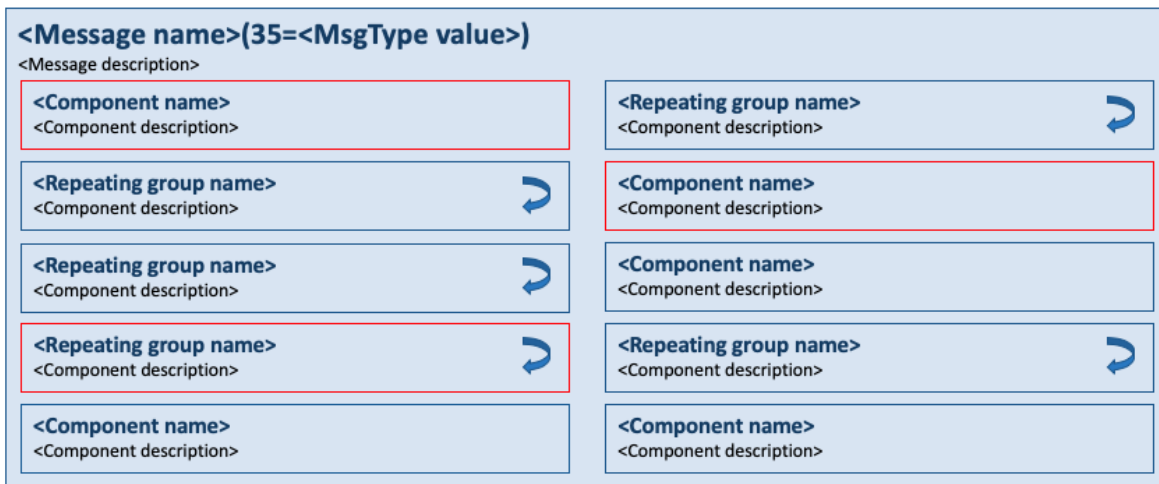 <Message name>(35=<MsgType value>)
<Message description>
<Component name>
<Component description>
<Repeating group name>
<Component description>
<Repeating group name>
<Component description>
<Component name>
<Component description>
<Repeating group name>
<Component description>
<Component name>
<Component description>
<Repeating group name>
<Component description>
<Repeating group name>
<Component description>
<Component name>
<Component description>
<Component name>
<Component description>